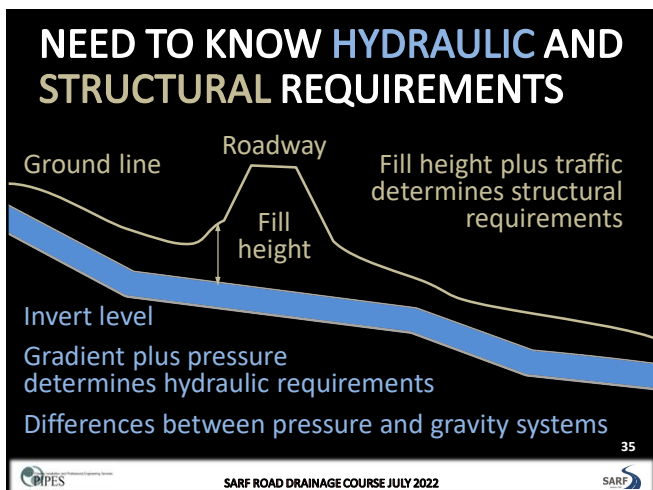 NEED TO KNOW HYDRAULIC AND
STRUCTURAL REQUIREMENTS
Ground line
Roadway
Fill height plus traffic
determines structural
requirements
Fill
height
Invert level
Gradient plus pressure
determines hydraulic requirements
Differences between pressure and gravity systems
35
PIPES
SARF ROAD DRAINAGE COURSE JULY 2022
SARF